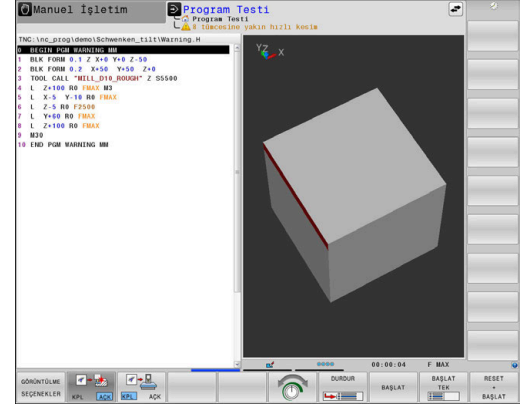 Manuel İşletim
Program Testi
Program Testi
8 tümcesine yakın hızlı kesim
TNC:\nc_prog\demo\Schwenken_tilt\Warning.H
0 BEGIN PGM WARNING MM
1 BLK FORM 0.1 Z X+0 Y+0 Z-50
2 BLK FORM 0.2 X+50 Y+50 Z+0
3 TOOL CALL "MILL_D10_ROUGH" Z S5500
4 L Z+100 R0 FMAX M3
5 L X-5 Y-10 R0 FMAX
6 L Z-5 R0 F2500
7 L Y+60 R0 FMAX
8 L Z+100 R0 FMAX
9 M30
10 END PGM WARNING MM
YZ X
0000 00:00:04 F MAX
GÖRÜNTÜLME
SEÇENEKLER
KPL AÇK
KPL AÇK
DURDUR
BAŞLAT
BAŞLAT
TEK
RESET
+
BAŞLAT